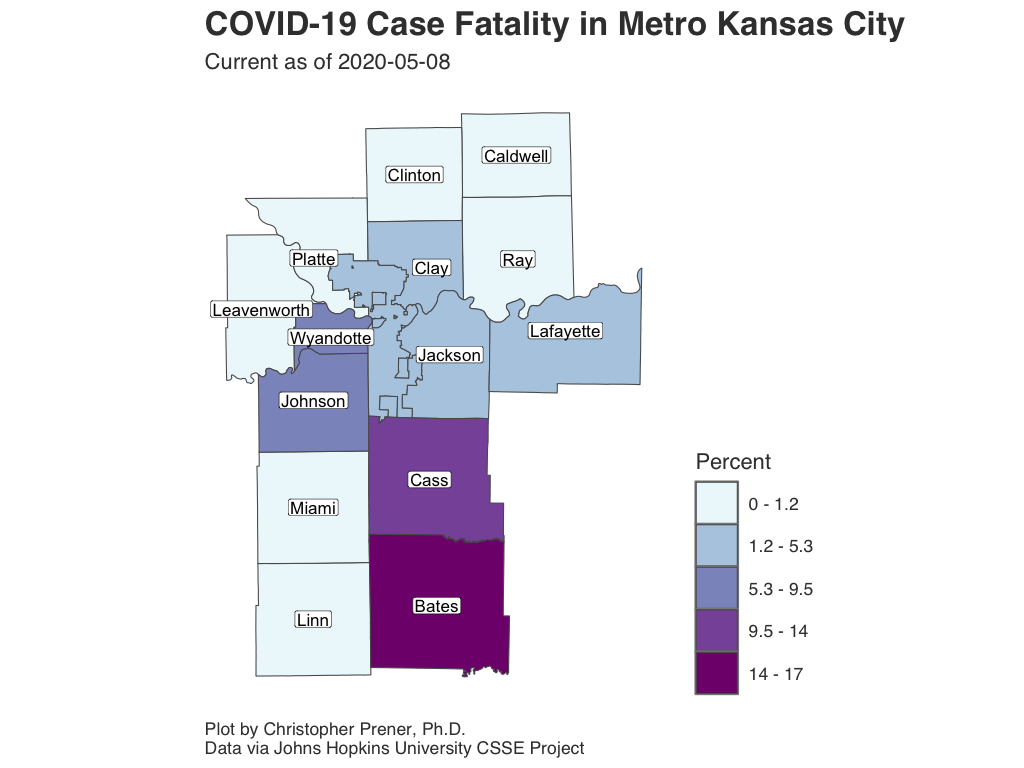 COVID-19 Case Fatality in Metro Kansas City
Current as of 2020-05-08
Caldwell
Clinton
Platte
Clay
Ray
Leavenworth
Wyandotte
Lafayette
Jackson
Johnson
Cass
Miami
Bates
Linn
Percent
0 - 1.2
1.2 - 5.3
5.3 - 9.5
9.5 - 14
14 - 17
Plot by Christopher Prener, Ph.D.
Data via Johns Hopkins University CSSE Project